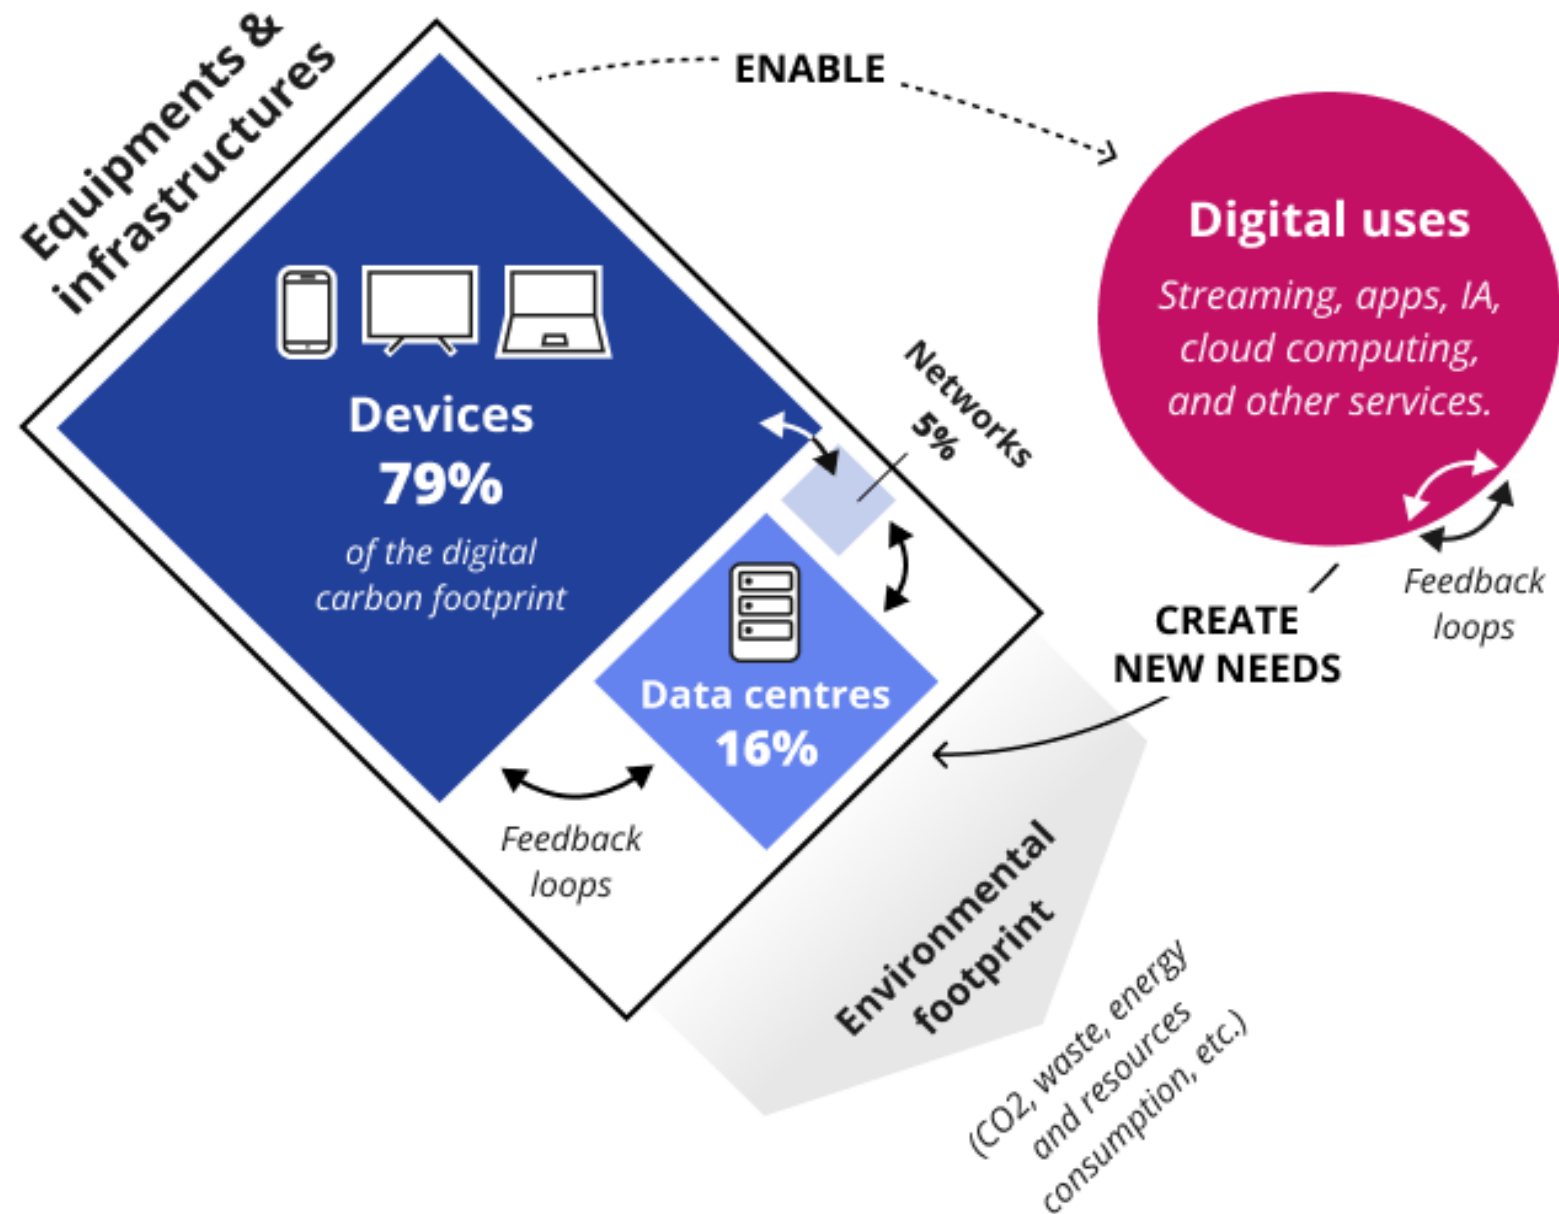 Equipments &
infrastructures
ENABLE
Digital uses
Streaming, apps, IA,
cloud computing,
and other services.
Devices
79%
of the digital
carbon footprint
Networks
5%
Data centres
16%
Feedback
loops
CREATE
NEW NEEDS
Feedback
loops
Environmental
footprint
(CO2, waste, energy
and resources
consumption, etc.)